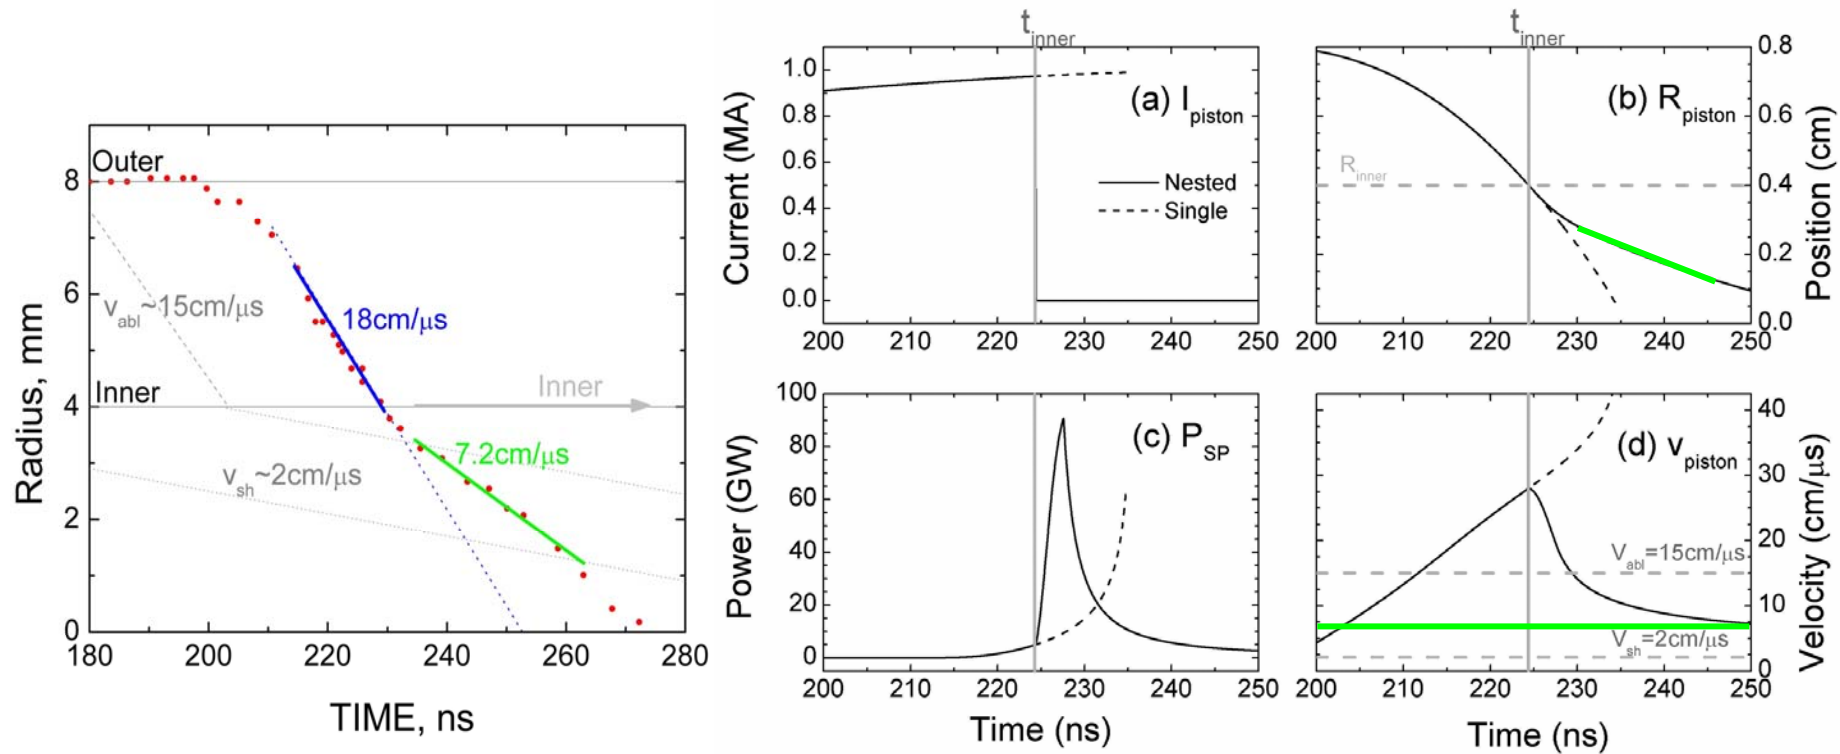 Outer
8
v_abl~15cm/μs
18cm/μs
6
Inner
Inner
4
7.2cm/μs
v_sh~2cm/μs
2
0
180 200 220 240 260 280
Radius, mm
TIME, ns
t_inner
1.0
0.8
0.6
0.4
0.2
0.0
(a) I_piston
Nested
Single
Current (MA)
200 210 220 230 240 250
t_inner
(b) R_piston
R_inner
0.8
0.6
0.4
0.2
0.0
Position (cm)
200 210 220 230 240 250
100
80
60
40
20
0
(c) P_SP
Power (GW)
200 210 220 230 240 250
Time (ns)
(d) v_piston
V_abl=15cm/μs
V_sh=2cm/μs
40
30
20
10
0
Velocity (cm/μs)
200 210 220 230 240 250
Time (ns)